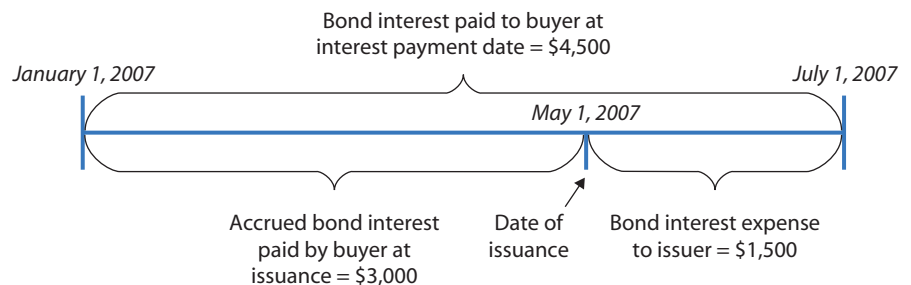 Bond interest paid to buyer at
interest payment date = $4,500
January 1, 2007
July 1, 2007
May 1, 2007
Accrued bond interest
paid by buyer at
issuance = $3,000
Date of
issuance
Bond interest expense
to issuer = $1,500